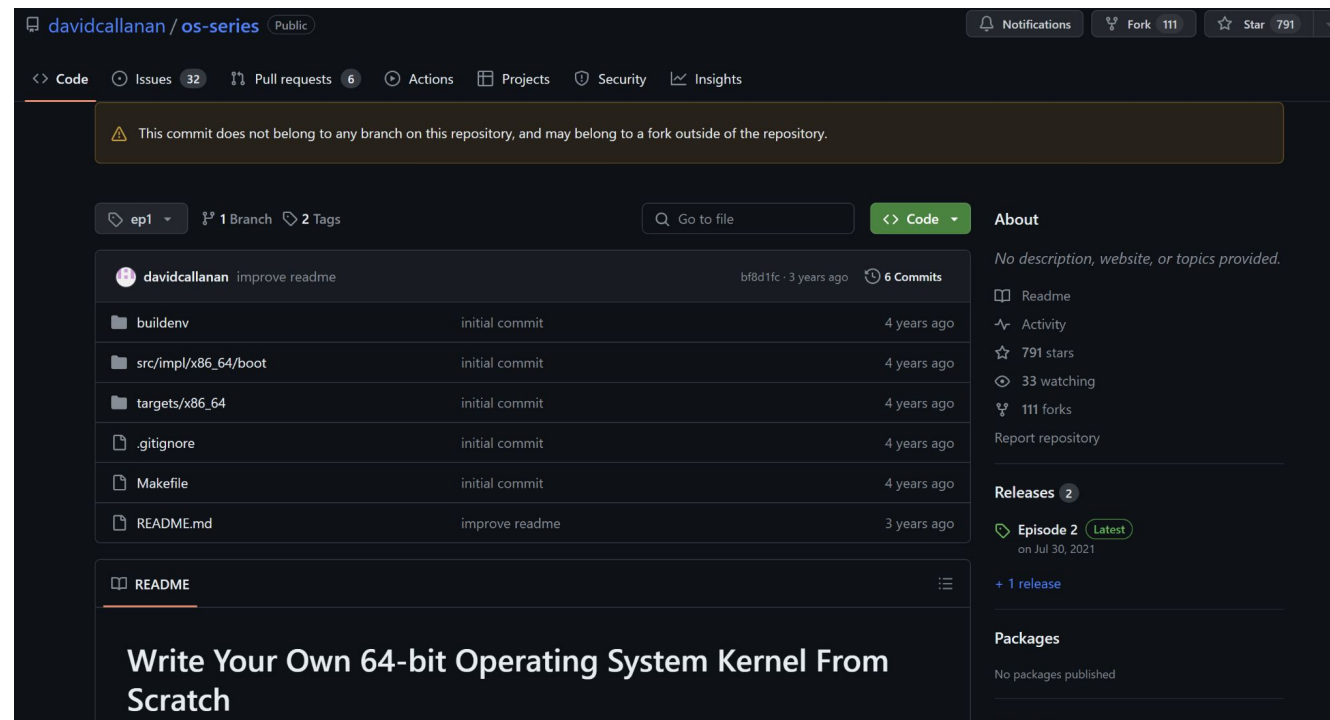 davidcallanan / os-series Public
Notifications Fork 111 Star 791
<> Code Issues 32 Pull requests 6 Actions Projects Security Insights
This commit does not belong to any branch on this repository, and may belong to a fork outside of the repository.
ep1 1 Branch 2 Tags Go to file <> Code
davidcallanan improve readme bf8d1fc · 3 years ago 6 Commits
buildenv initial commit 4 years ago
src/impl/x86_64/boot initial commit 4 years ago
targets/x86_64 initial commit 4 years ago
.gitignore initial commit 4 years ago
Makefile initial commit 4 years ago
README.md improve readme 3 years ago
README
Write Your Own 64-bit Operating System Kernel From
Scratch
About
No description, website, or topics provided.
Readme
Activity
791 stars
33 watching
111 forks
Report repository
Releases 2
Episode 2 Latest
on Jul 30, 2021
+ 1 release
Packages
No packages published